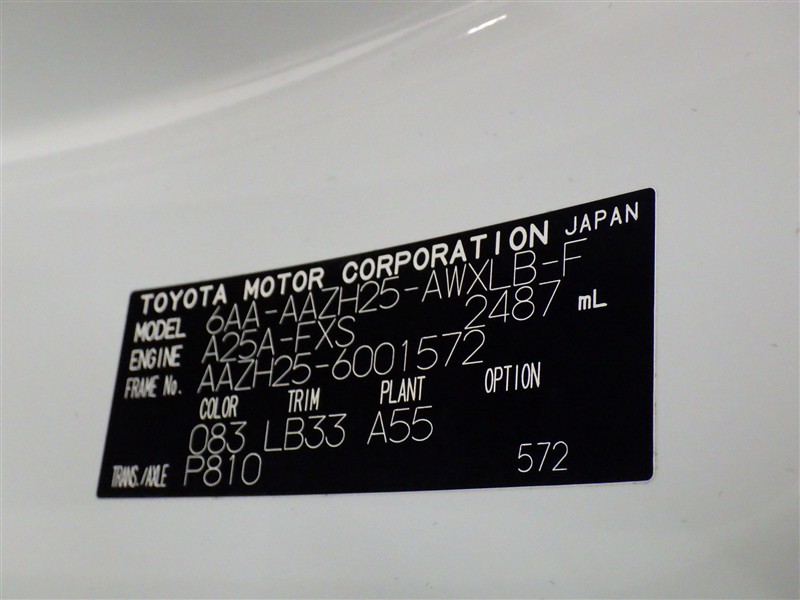 TOYOTA MOTOR CORPORATION JAPAN
MODEL 6AA-AAZH25-AWXLB-F
ENGINE A25A-FXS 2487 mL
FRAME No. AAZH25-6001572
COLOR TRIM PLANT OPTION
083 LB33 A55
TRANS./AXLE P810 572